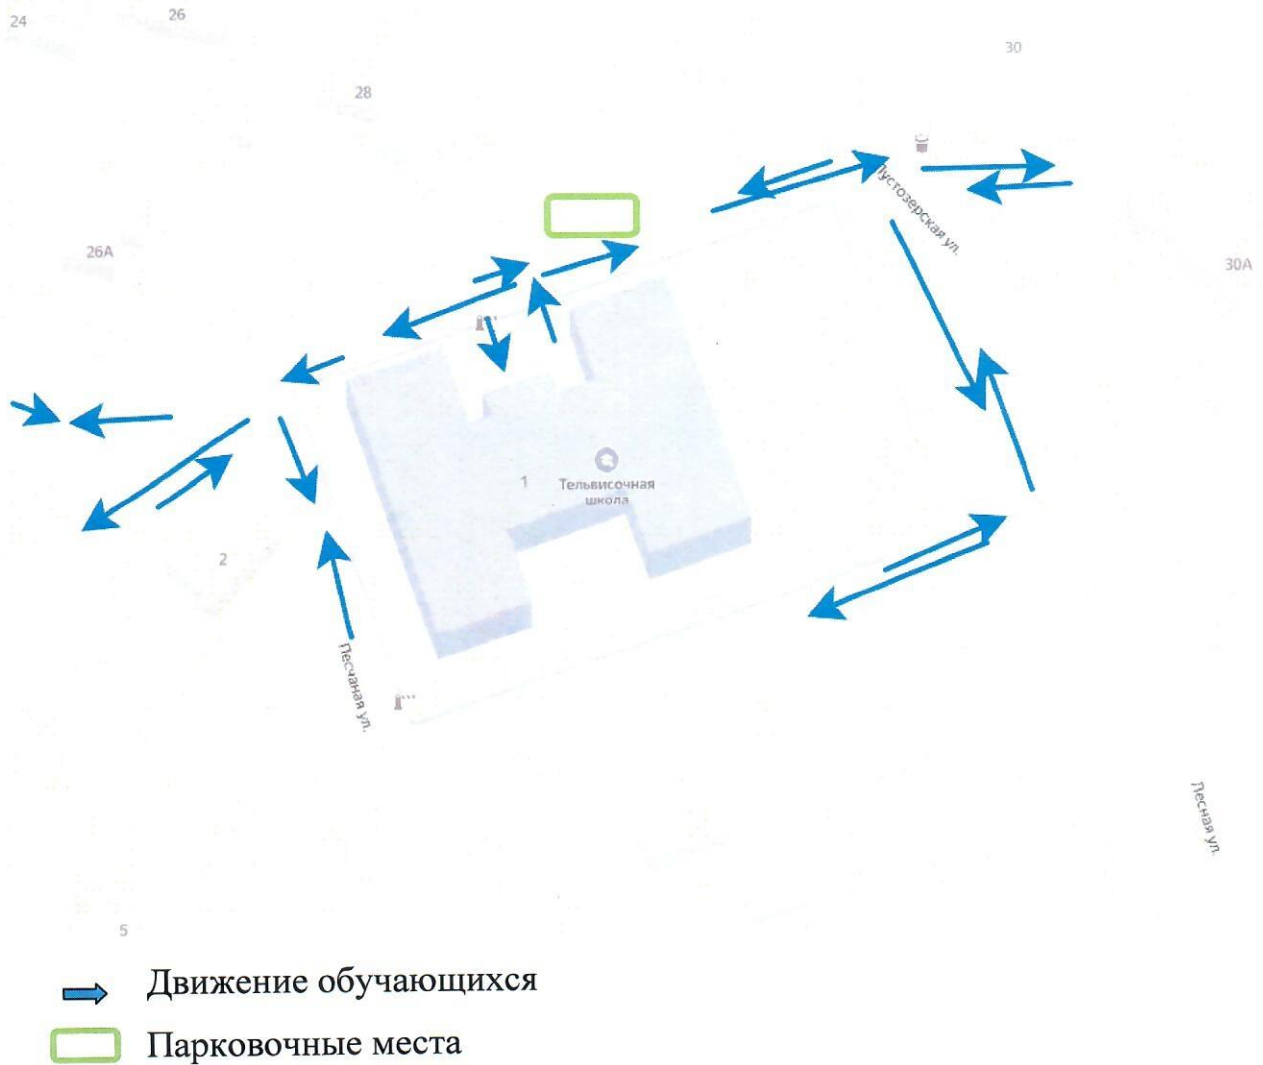 24
26
30
28
Пустозерская ул.
26А
30А
1
Тельвисочная
школа
2
Песчаная ул.
Лесная ул.
5
Движение обучающихся
Парковочные места